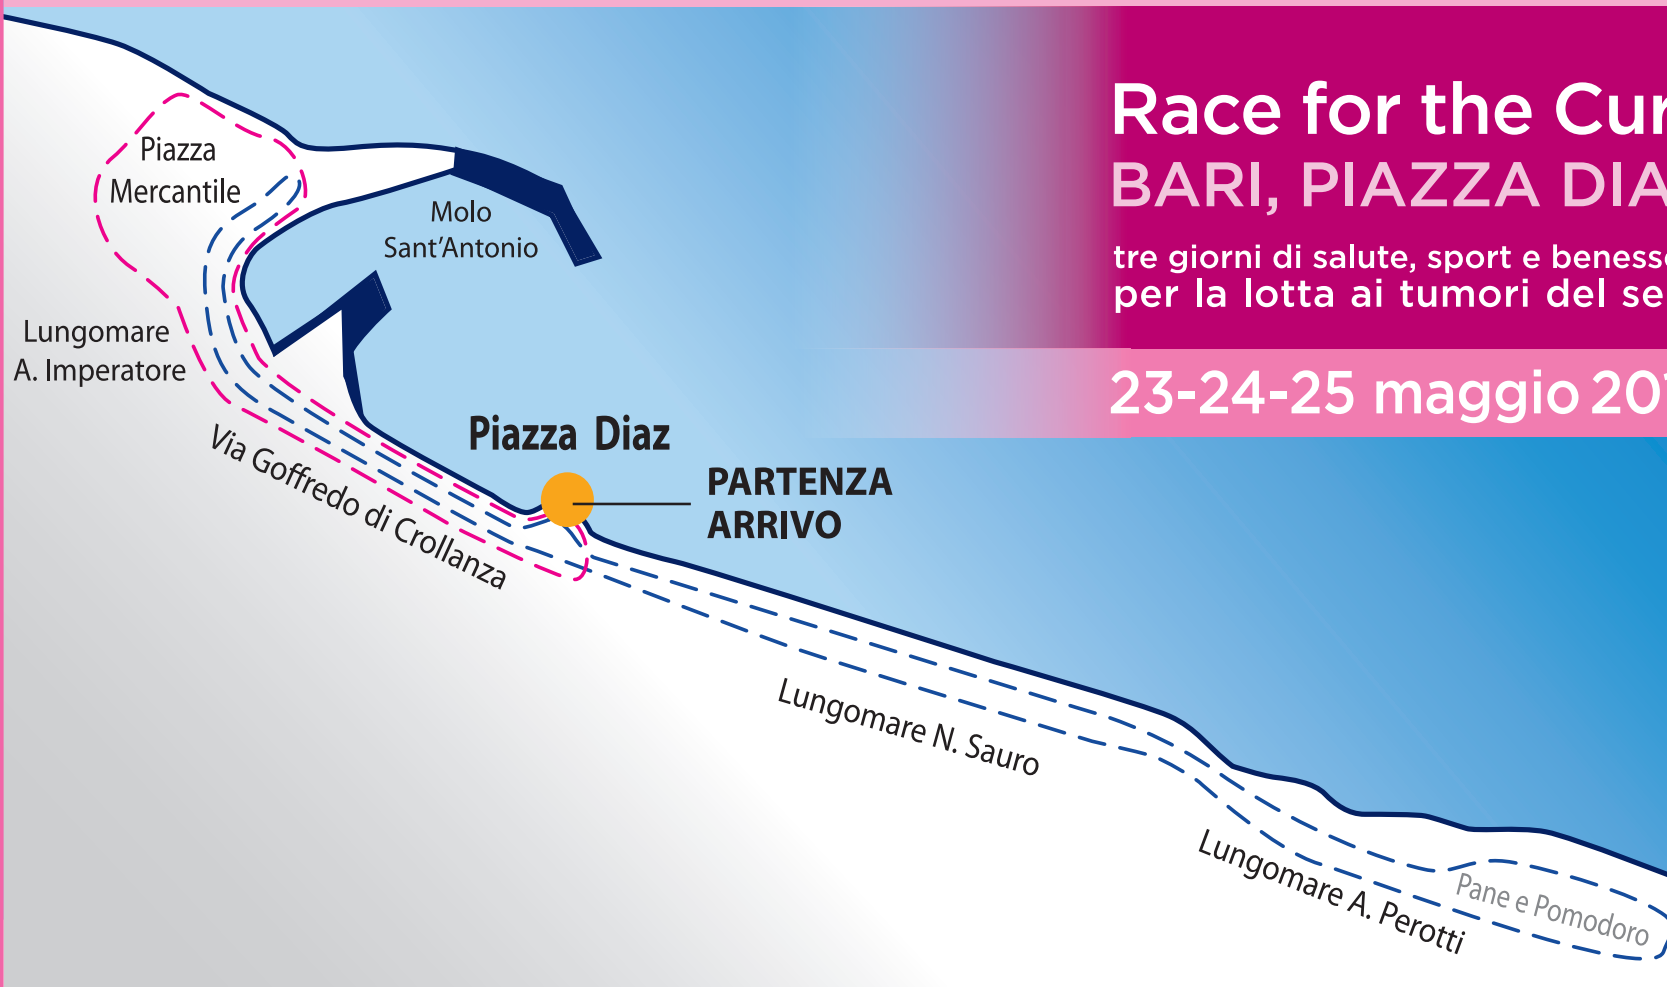 Race for the Cur
BARI, PIAZZA DIA
tre giorni di salute, sport e benesse
per la lotta ai tumori del se
23-24-25 maggio 201
Piazza
Mercantile
Molo
Sant'Antonio
Lungomare
A. Imperatore
Via Goffredo di Crollanza
Piazza Diaz
PARTENZA
ARRIVO
Lungomare N. Sauro
Lungomare A. Perotti
Pane e Pomodoro